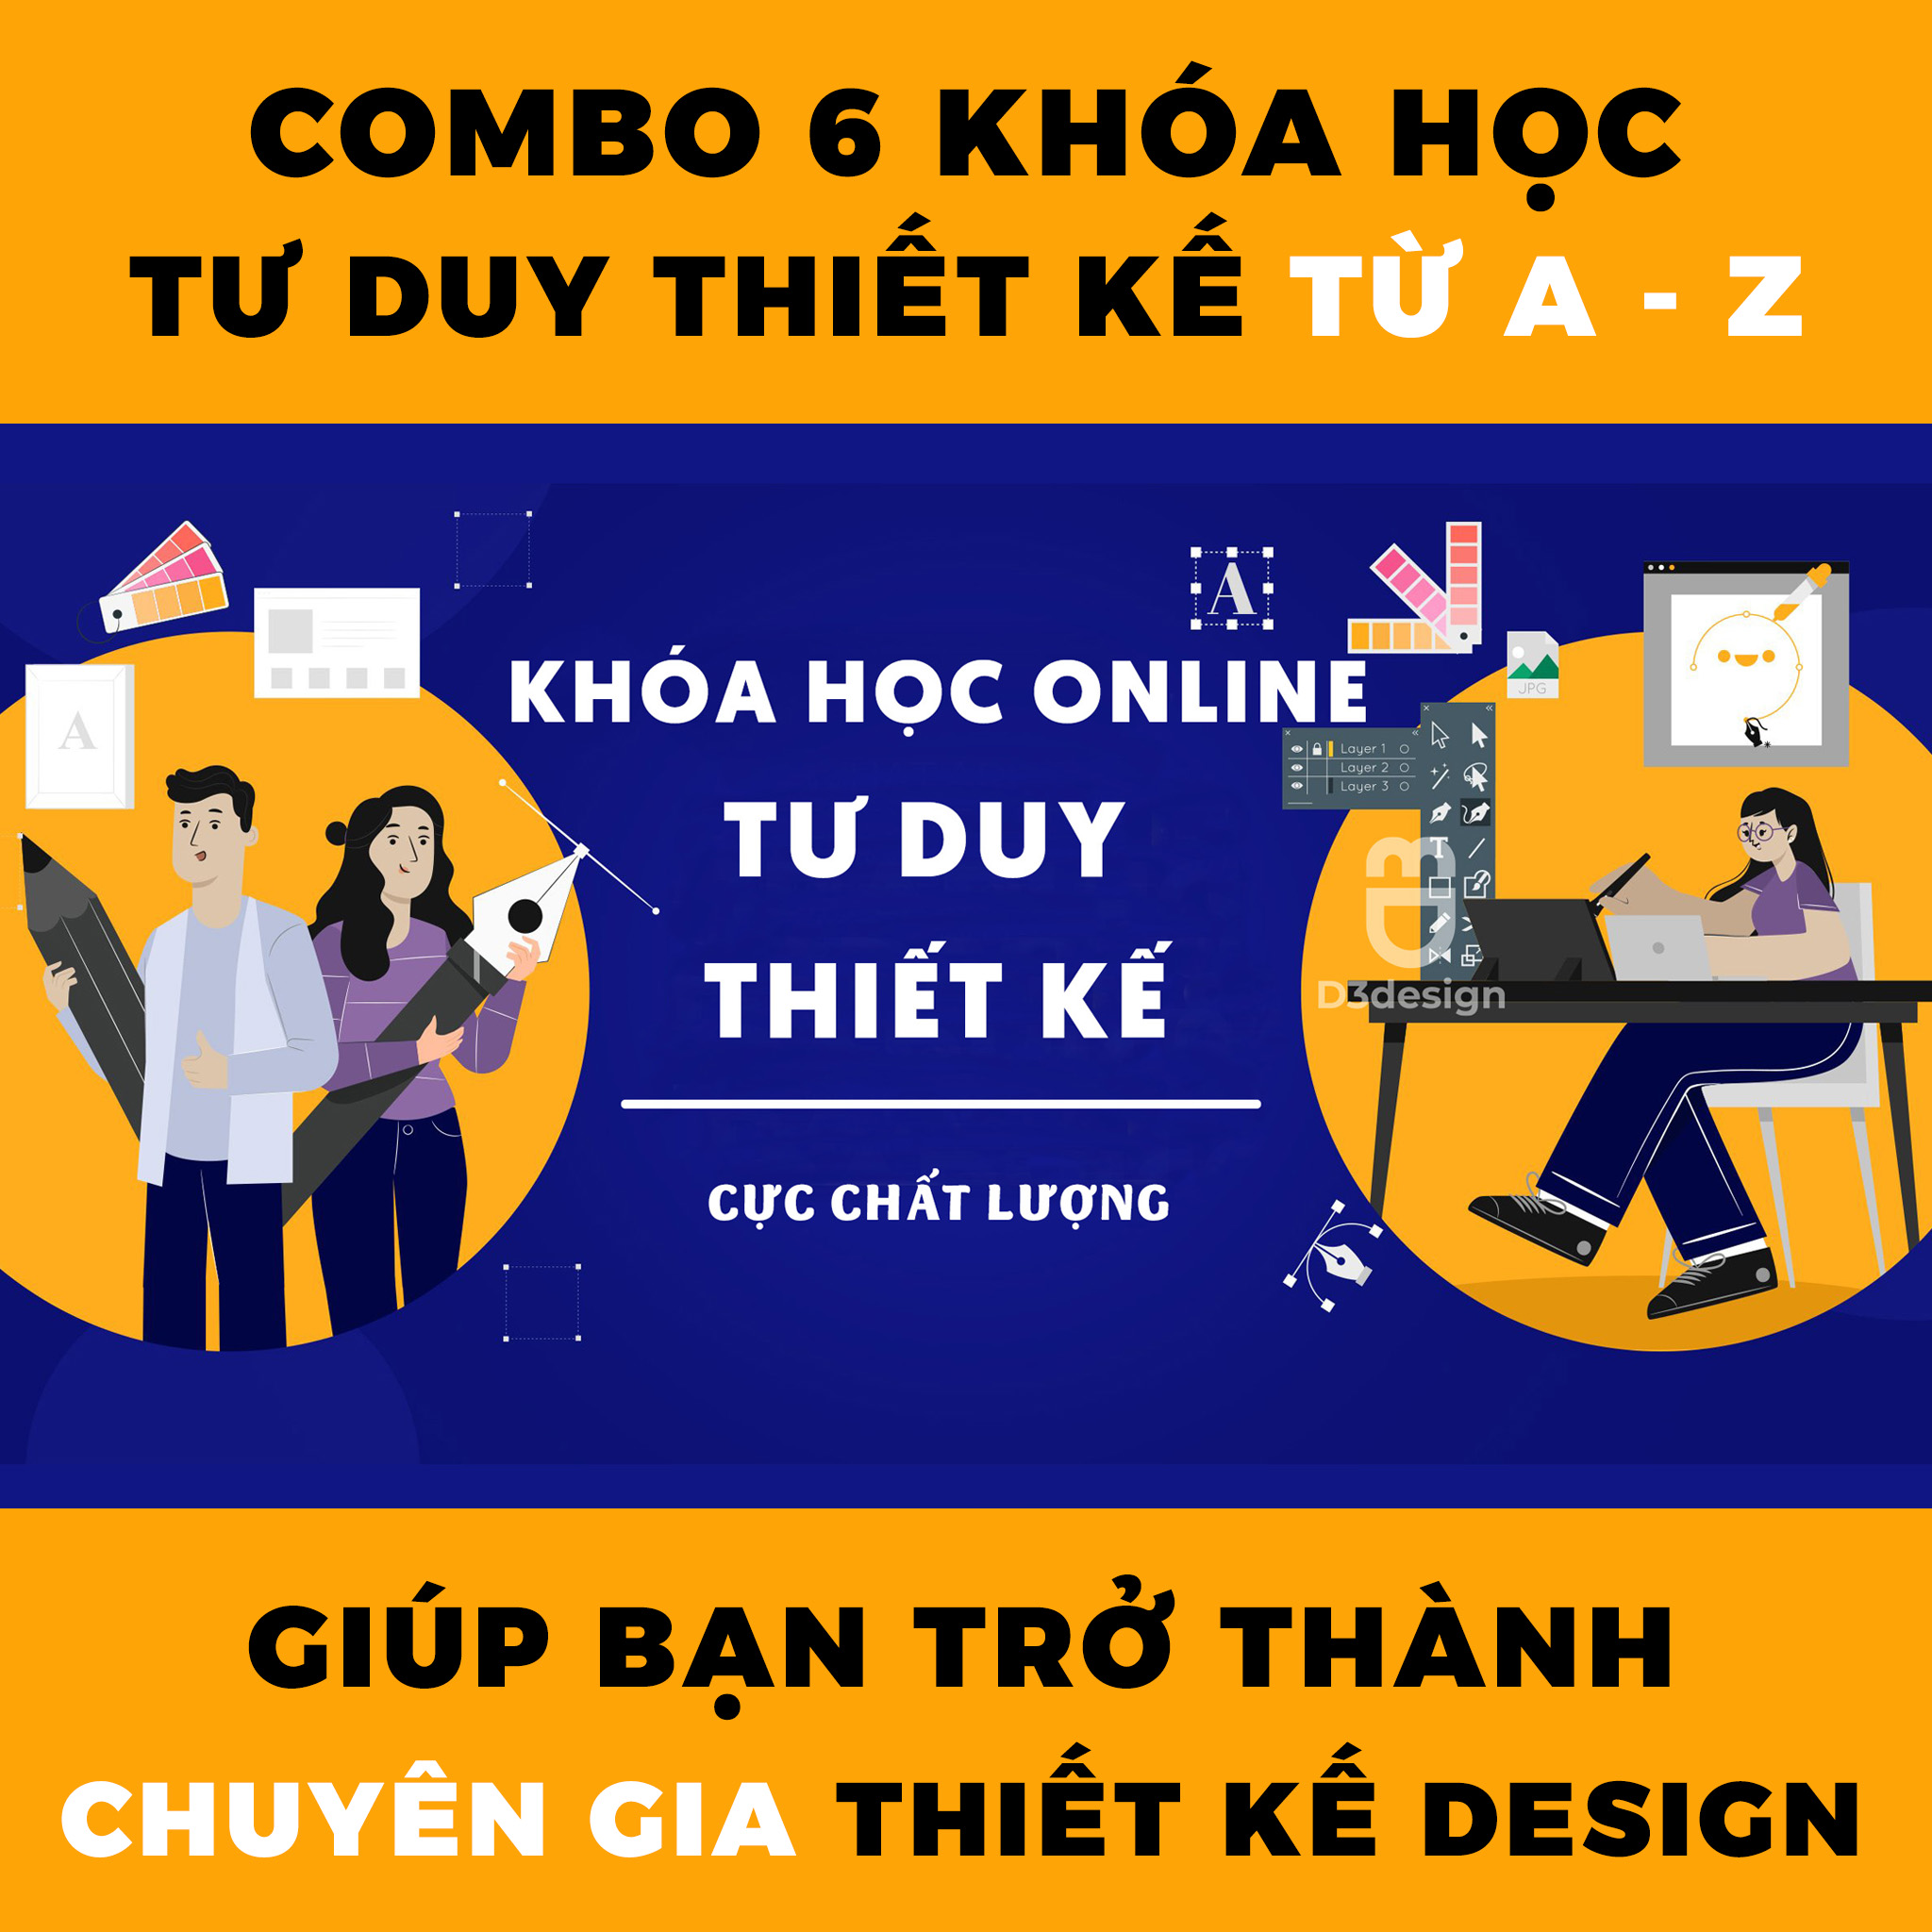 COMBO 6 KHÓA HỌC
TƯ DUY THIẾT KẾ TỪ A - Z
A
KHÓA HỌC ONLINE
JPG
A
Layer 1
Layer 2
Layer 3
TƯ DUY
T
THIẾT KẾ
D3design
CỰC CHẤT LƯỢNG
GIÚP BẠN TRỞ THÀNH
CHUYÊN GIA THIẾT KẾ DESIGN